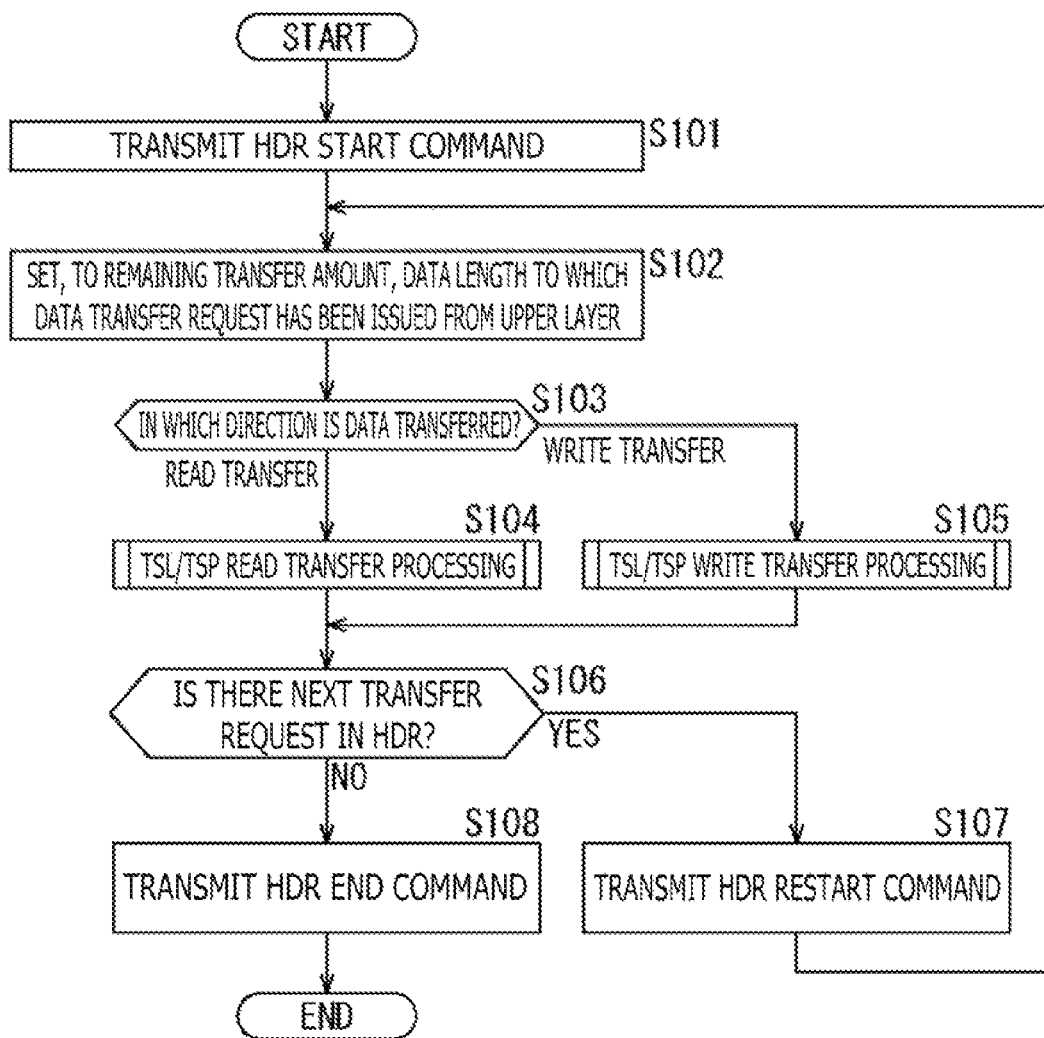 START
TRANSMIT HDR START COMMAND
S101
SET, TO REMAINING TRANSFER AMOUNT, DATA LENGTH TO WHICH
DATA TRANSFER REQUEST HAS BEEN ISSUED FROM UPPER LAYER
S102
IN WHICH DIRECTION IS DATA TRANSFERRED?
S103
READ TRANSFER
WRITE TRANSFER
S104
TSL/TSP READ TRANSFER PROCESSING
S105
TSL/TSP WRITE TRANSFER PROCESSING
IS THERE NEXT TRANSFER
REQUEST IN HDR?
S106
YES
NO
S108
TRANSMIT HDR END COMMAND
S107
TRANSMIT HDR RESTART COMMAND
END